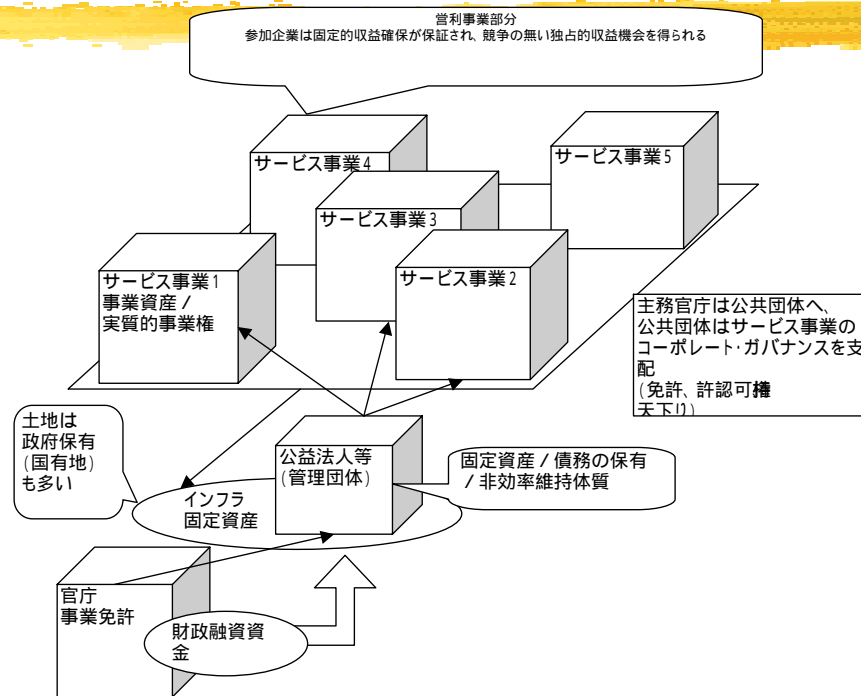 営利事業部分
参加企業は固定的収益確保が保証され、競争の無い独占的収益機会を得られる
サービス事業4
サービス事業5
サービス事業3
サービス事業1
事業資産/
実質的事業権
サービス事業2
主務官庁は公共団体へ、
公共団体はサービス事業の
コーポレート・ガバナンスを支
配
(免許、許認可権
天下り)
土地は
政府保有
(国有地)
も多い
公益法人等
(管理団体)
固定資産/債務の保有
/非効率維持体質
インフラ
固定資産
官庁
事業免許
財政融資資
金